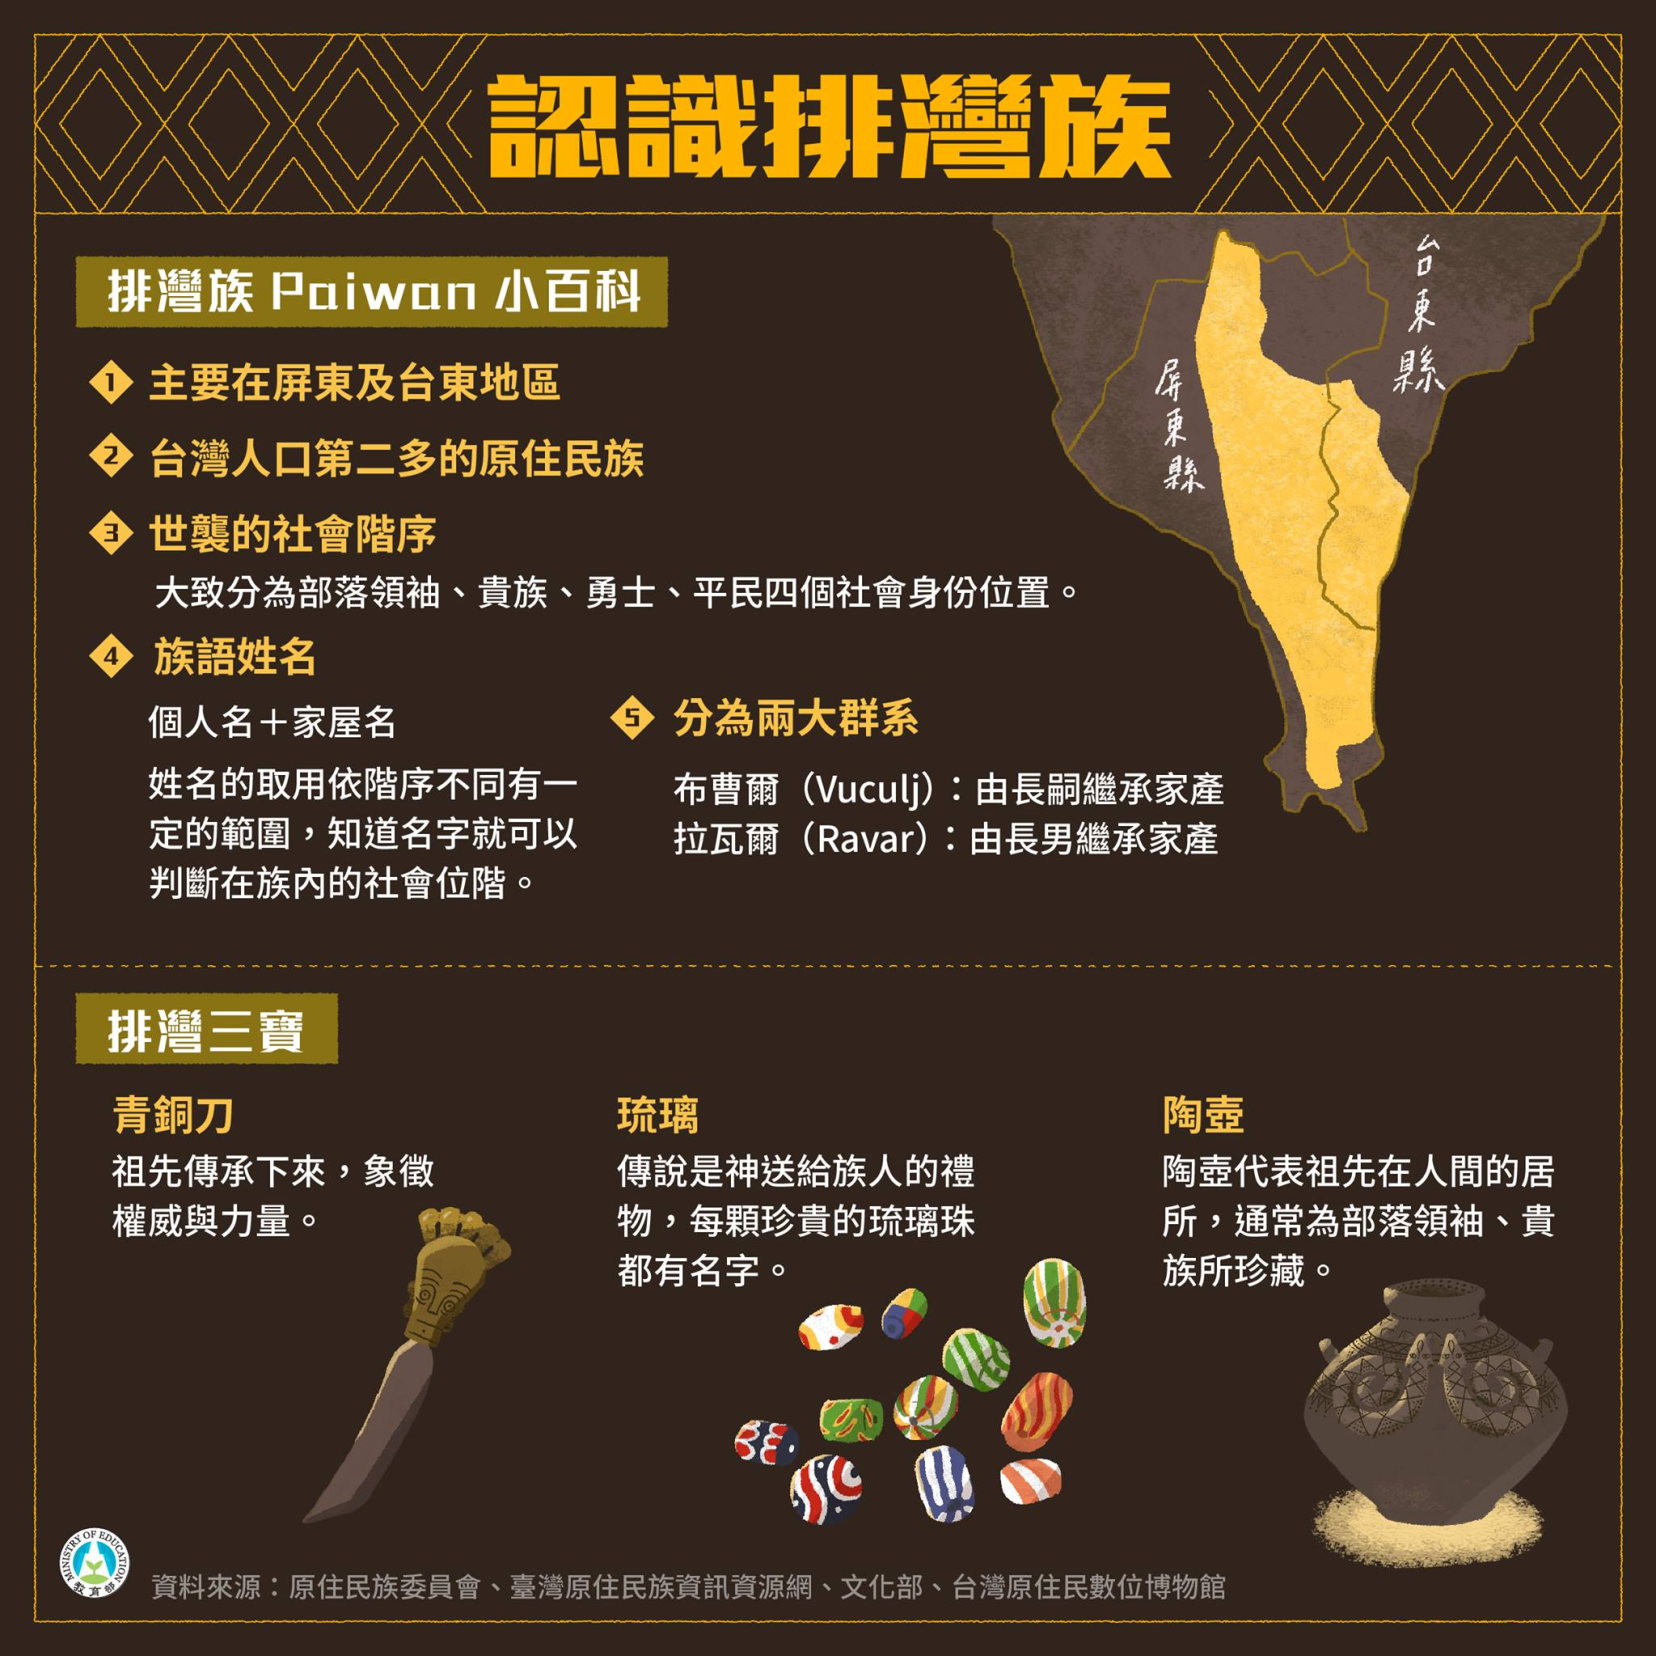 認識排灣族
排灣族 Paiwan 小百科
1 主要在屏東及台東地區
2 台灣人口第二多的原住民族
3 世襲的社會階序
大致分為部落領袖、貴族、勇士、平民四個社會身份位置。
4 族語姓名
個人名＋家屋名
姓名的取用依階序不同有一
定的範圍，知道名字就可以
判斷在族內的社會位階。
5 分為兩大群系
布曹爾（Vuculj）：由長嗣繼承家產
拉瓦爾（Ravar）：由長男繼承家產
屏東縣
台東縣
排灣三寶
青銅刀
祖先傳承下來，象徵
權威與力量。
琉璃
傳說是神送給族人的禮
物，每顆珍貴的琉璃珠
都有名字。
陶壺
陶壺代表祖先在人間的居
所，通常為部落領袖、貴
族所珍藏。
MINISTRY OF EDUCATION
教育部
資料來源：原住民族委員會、臺灣原住民族資訊資源網、文化部、台灣原住民數位博物館